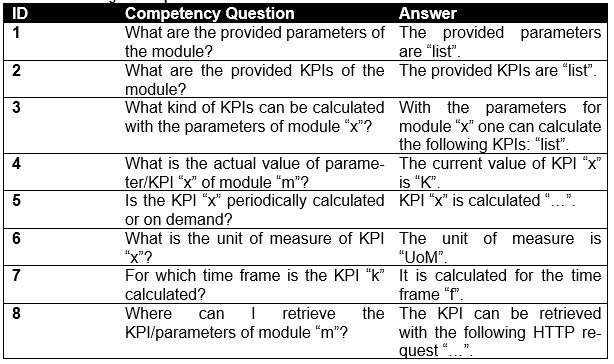 ID Competency Question Answer
1 What are the provided parameters of The provided parameters
the module? are “list”.
2 What are the provided KPIs of the The provided KPIs are “list”.
module?
3 What kind of KPIs can be calculated With the parameters for
with the parameters of module “x”? module “x” one can calculate
the following KPIs: “list”.
4 What is the actual value of parame- The current value of KPI “x”
ter/KPI “x” of module “m”? is “K”.
5 Is the KPI “x” periodically calculated KPI “x” is calculated “...”.
or on demand?
6 What is the unit of measure of KPI The unit of measure is
“x”? “UoM”.
7 For which time frame is the KPI “k” It is calculated for the time
calculated? frame “f”.
8 Where can I retrieve the The KPI can be retrieved
KPI/parameters of module “m”? with the following HTTP re-
quest “...”.